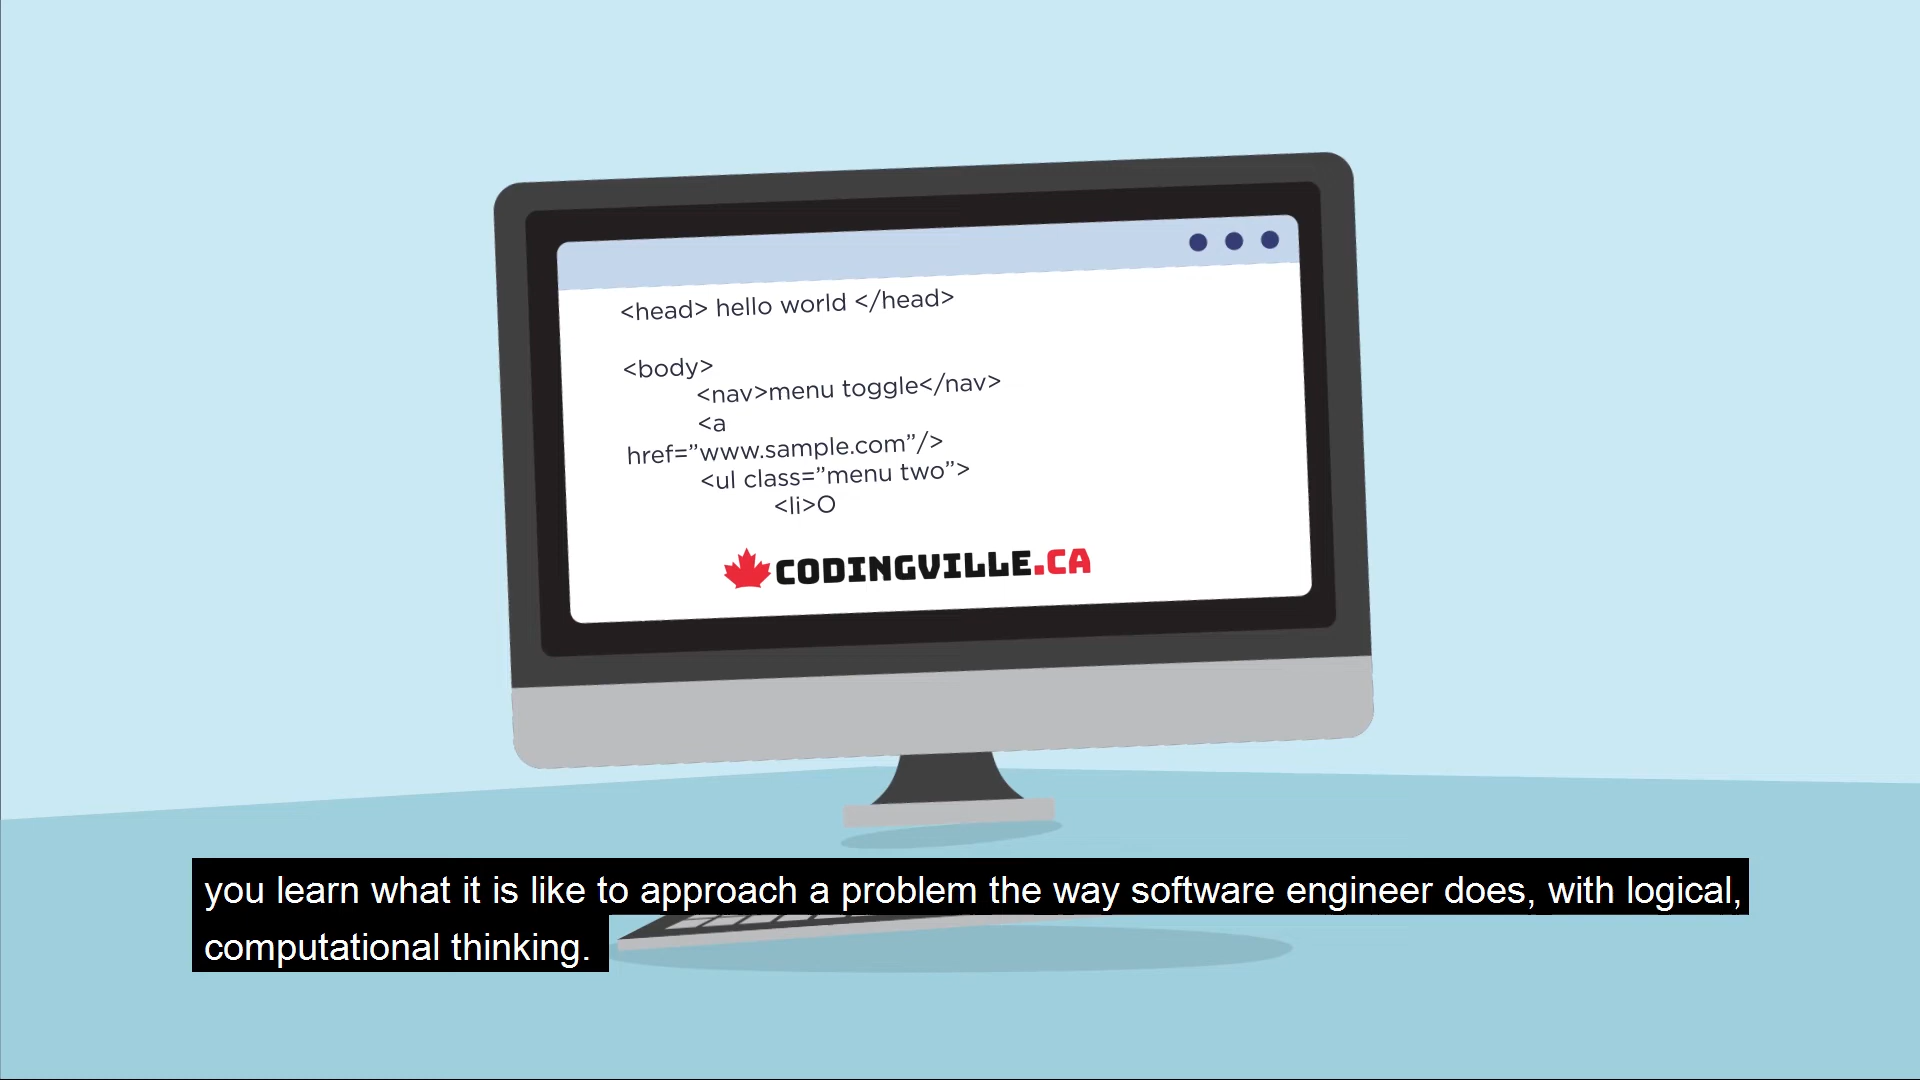 <head> hello world </head>
<body>
<nav>menu toggle</nav>
<a
href=”www.sample.com”/>
<ul class=”menu two”>
<li>O
CODINGVILLE.CA
you learn what it is like to approach a problem the way software engineer does, with logical,
computational thinking.